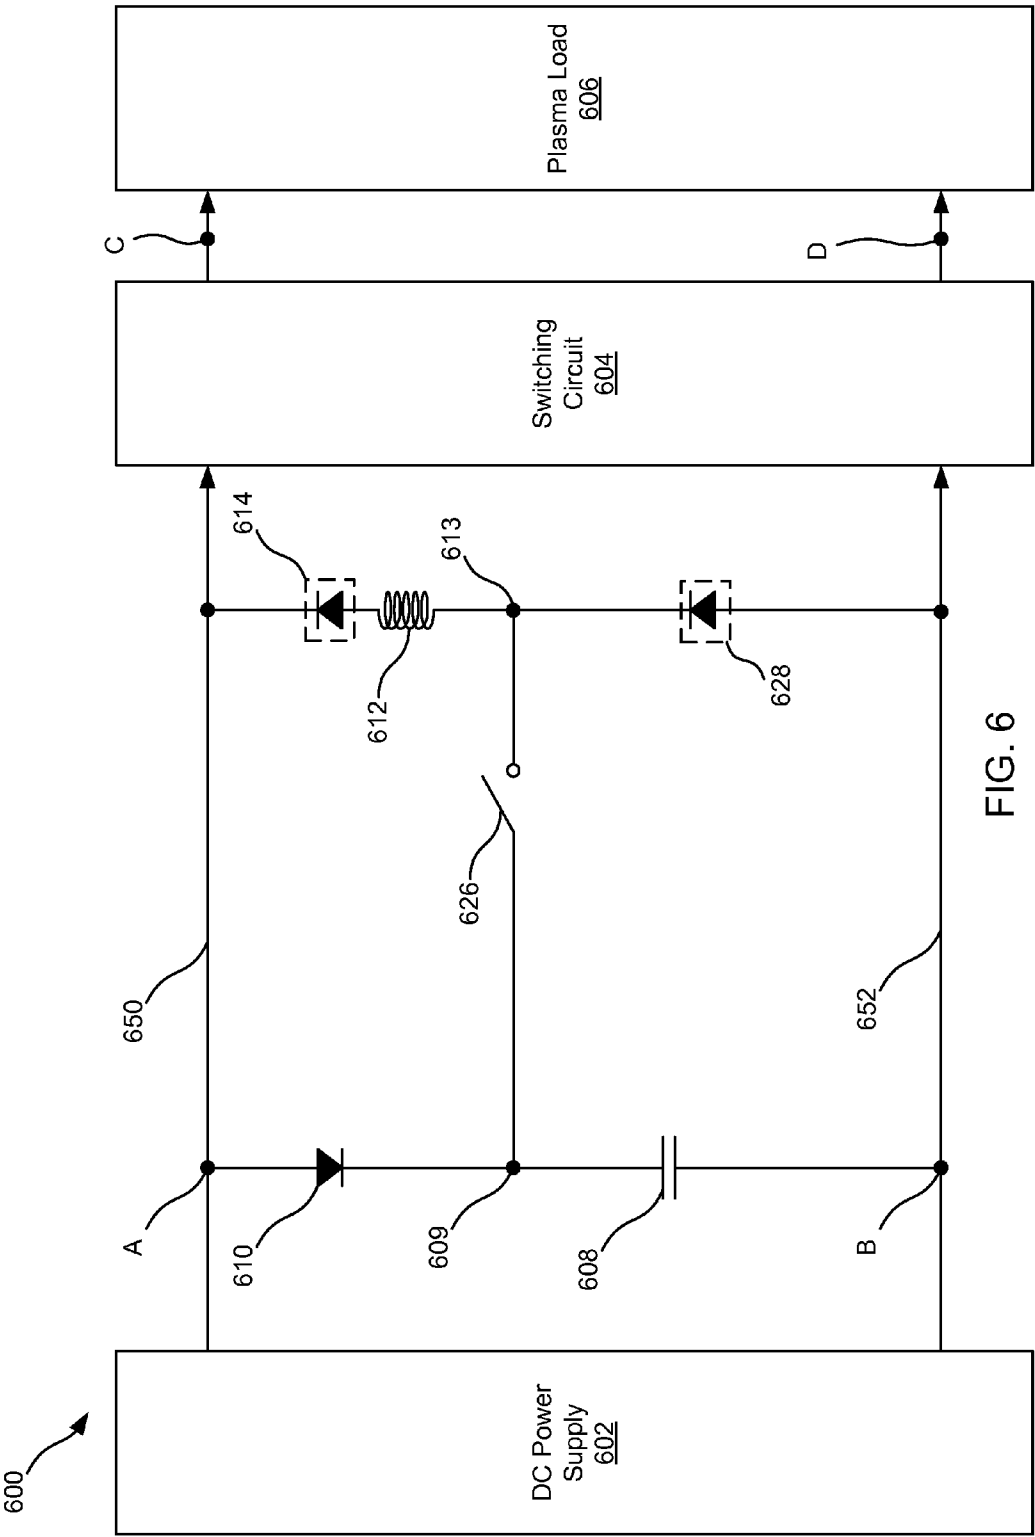 600
DC Power
Supply
602
A
650
610
609
608
B
652
626
612
614
613
628
Switching
Circuit
604
C
D
Plasma Load
606
FIG. 6